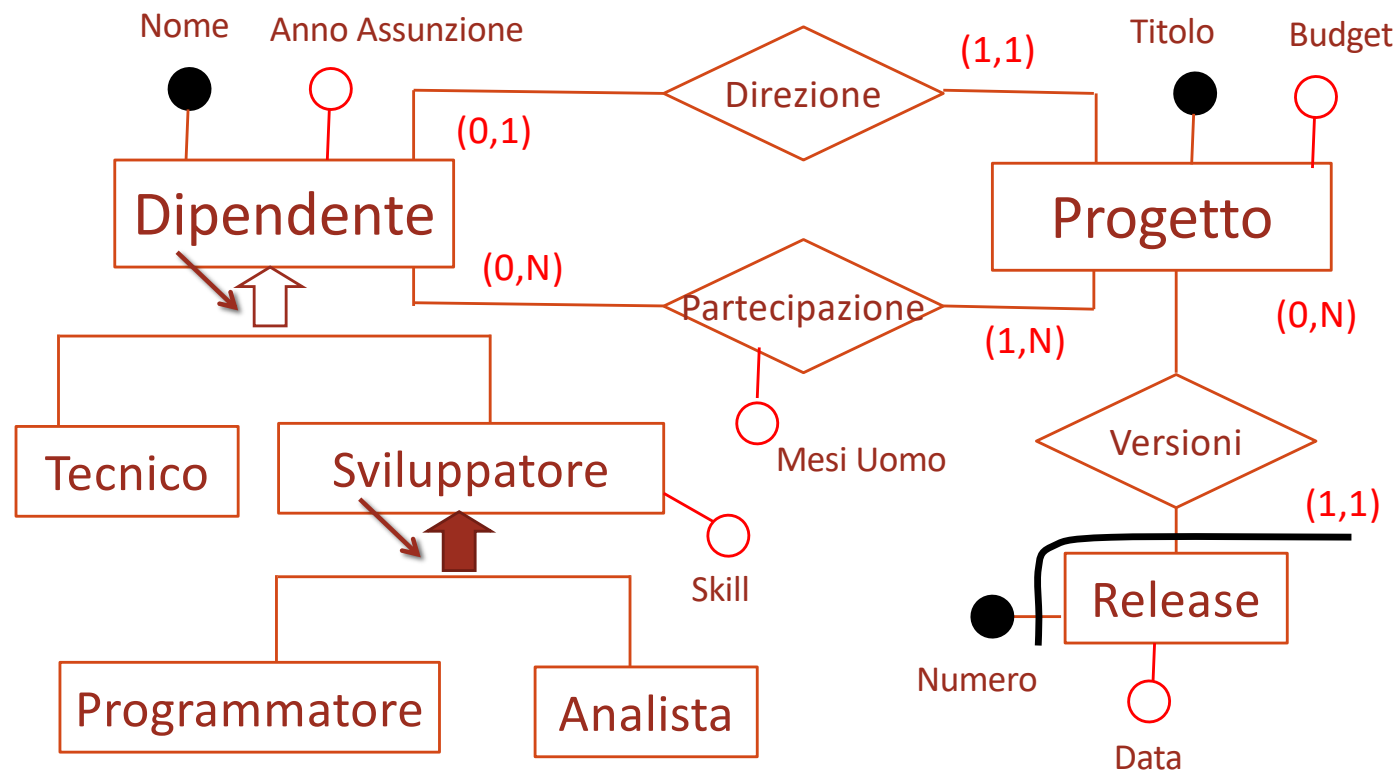 Nome
Anno Assunzione
Titolo
Budget
(1,1)
Direzione
(0,1)
Dipendente
Progetto
(0,N)
Partecipazione
(1,N)
(0,N)
Tecnico
Sviluppatore
Mesi Uomo
Versioni
(1,1)
Skill
Release
Numero
Programmatore
Analista
Data